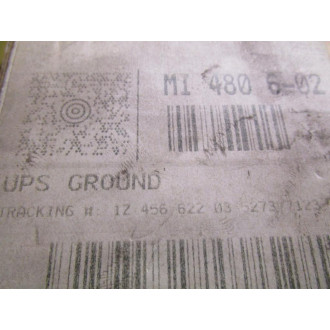 MI 480 6-02
UPS GROUND
TRACKING #: 1Z 456 622 03